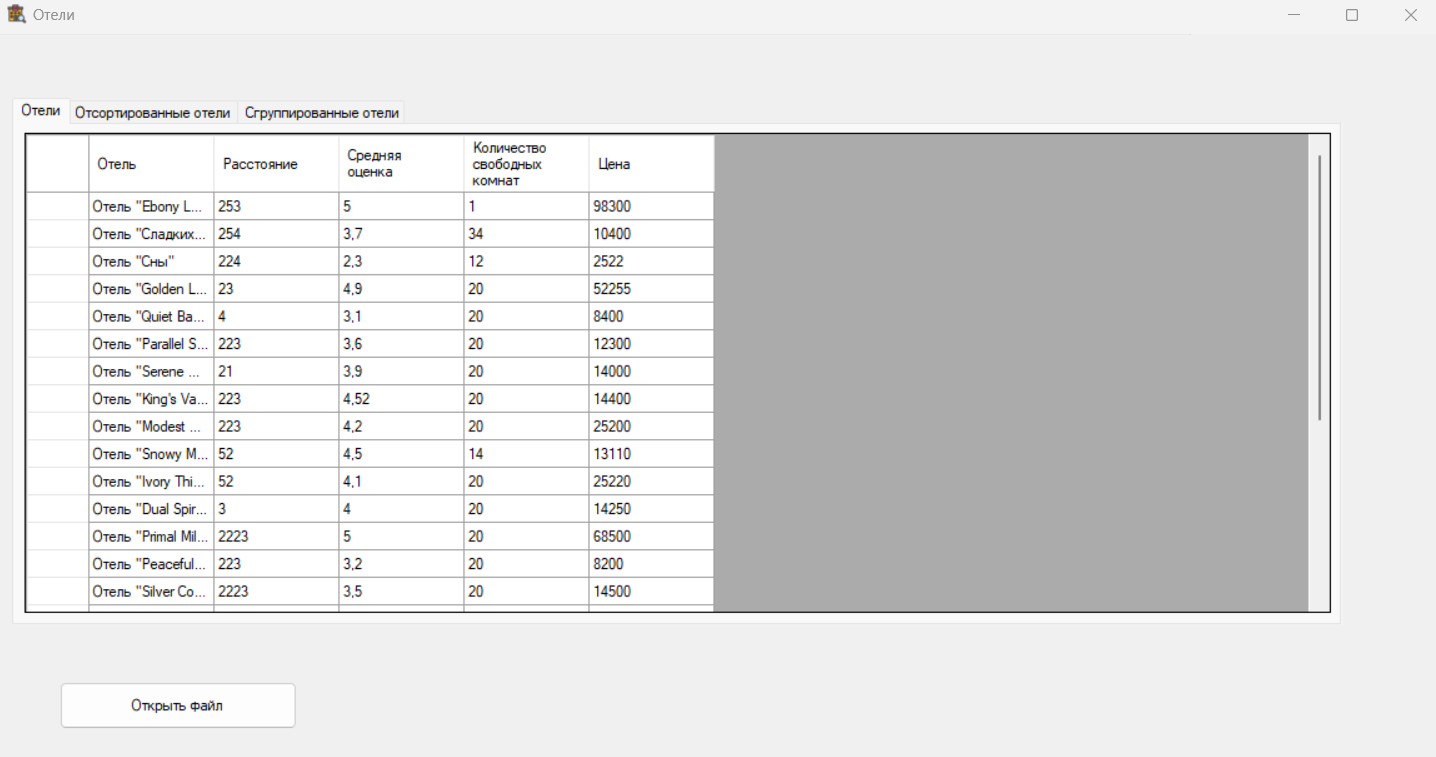 Отели
Отели Отсортированные отели Сгруппированные отели
Отель Расстояние Средняя оценка Количество свободных комнат Цена
Отель "Ebony L... 253 5 1 98300
Отель "Сладких... 254 3,7 34 10400
Отель "Сны" 224 2,3 12 2522
Отель "Golden L... 23 4,9 20 52255
Отель "Quiet Ba... 4 3,1 20 8400
Отель "Parallel S... 223 3,6 20 12300
Отель "Serene ... 21 3,9 20 14000
Отель "King's Va... 223 4,52 20 14400
Отель "Modest ... 223 4,2 20 25200
Отель "Snowy M... 52 4,5 14 13110
Отель "Ivory Thi... 52 4,1 20 25220
Отель "Dual Spir... 3 4 20 14250
Отель "Primal Mil... 2223 5 20 68500
Отель "Peaceful... 223 3,2 20 8200
Отель "Silver Co... 2223 3,5 20 14500
Открыть файл